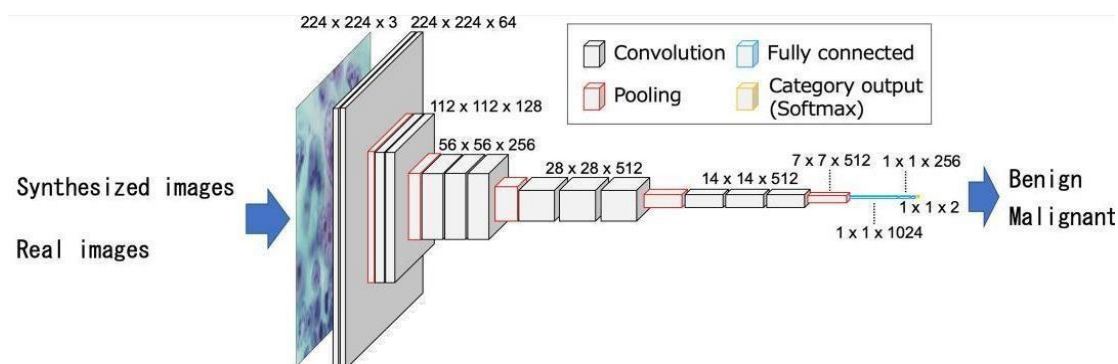 224 x 224 x 3
224 x 224 x 64
112 x 112 x 128
56 x 56 x 256
28 x 28 x 512
14 x 14 x 512
7 x 7 x 512
1 x 1 x 256
1 x 1 x 2
1 x 1 x 1024
Convolution
Fully connected
Pooling
Category output
(Softmax)
Synthesized images
Real images
Benign
Malignant